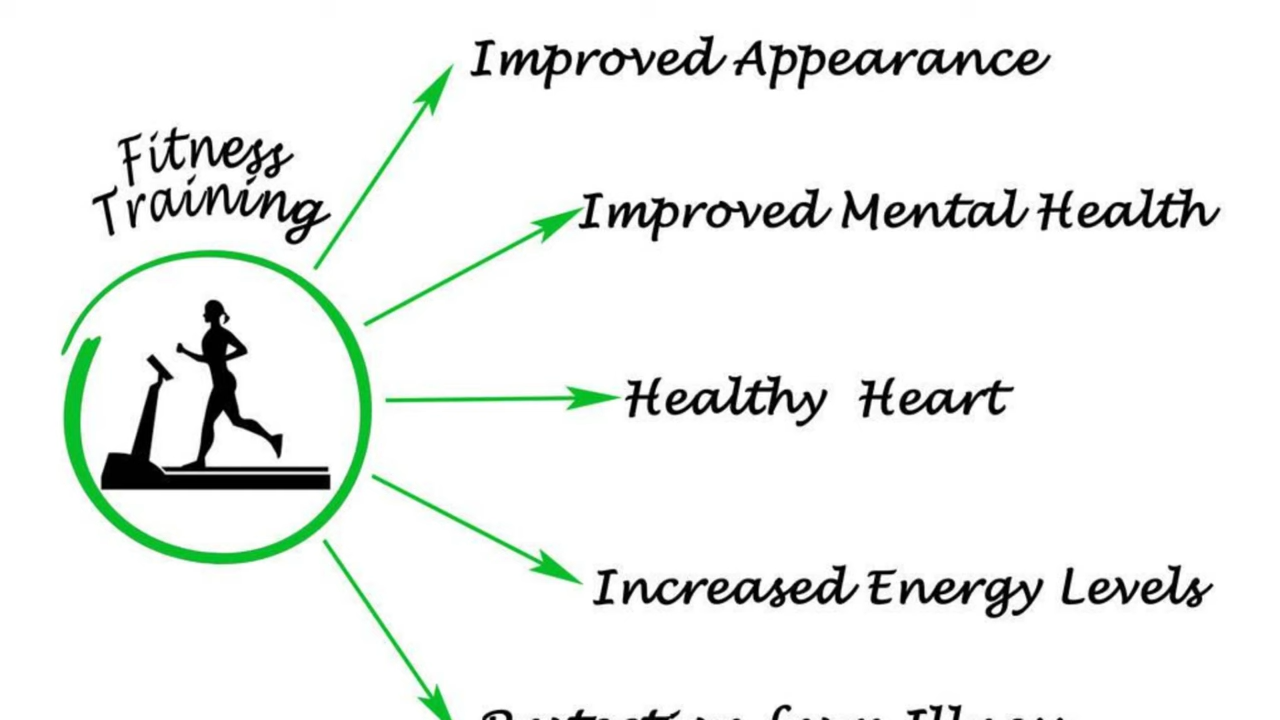 Improved Appearance
Fitness
Training
Improved Mental Health
Healthy Heart
Increased Energy Levels